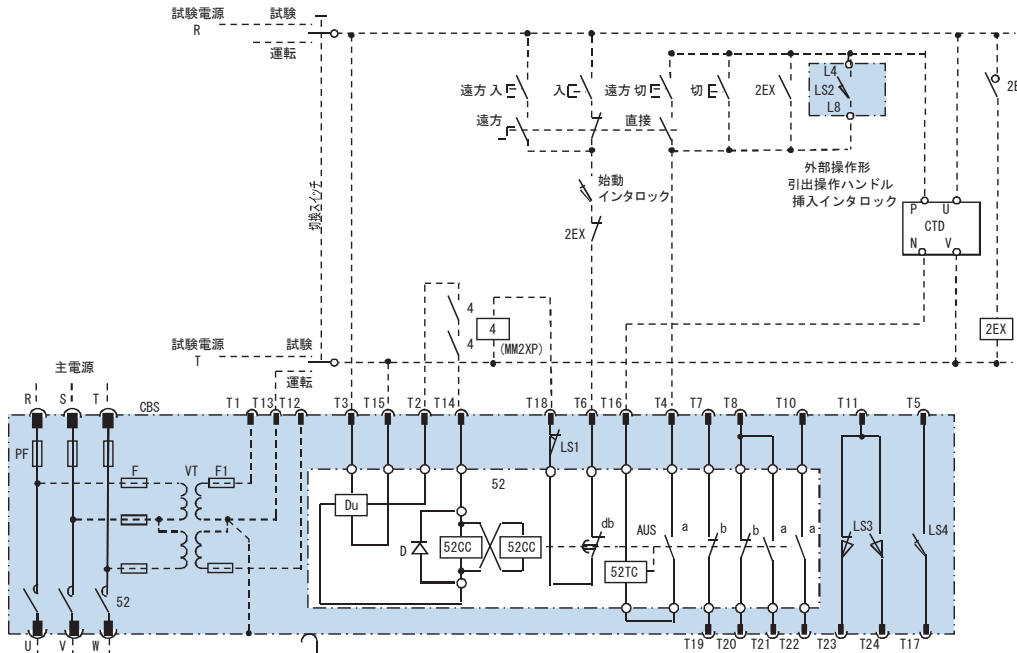 試験電源 試験
R
運転
遠方 入
入
遠方 切
切
2EX
L4
LS2
L8
遠方
直接
外部操作形
引出操作ハンドル
挿入インタロック
始動
インタロック
2EX
切換スイッチ
P U
CTD
N V
4
4
4
(MM2XP)
2EX
試験電源 試験
T
運転
主電源
R S T
CBS
T1 T13 T12 T3 T15 T2 T14 T18 T6 T16 T4 T7 T8 T10 T11 T5
PF
F VT F1
LS1
52
Du
D
52CC 52CC
db
AUS
52TC
a b b a a
LS3
LS4
52
U V W
T19 T20 T21 T22 T23 T24 T17